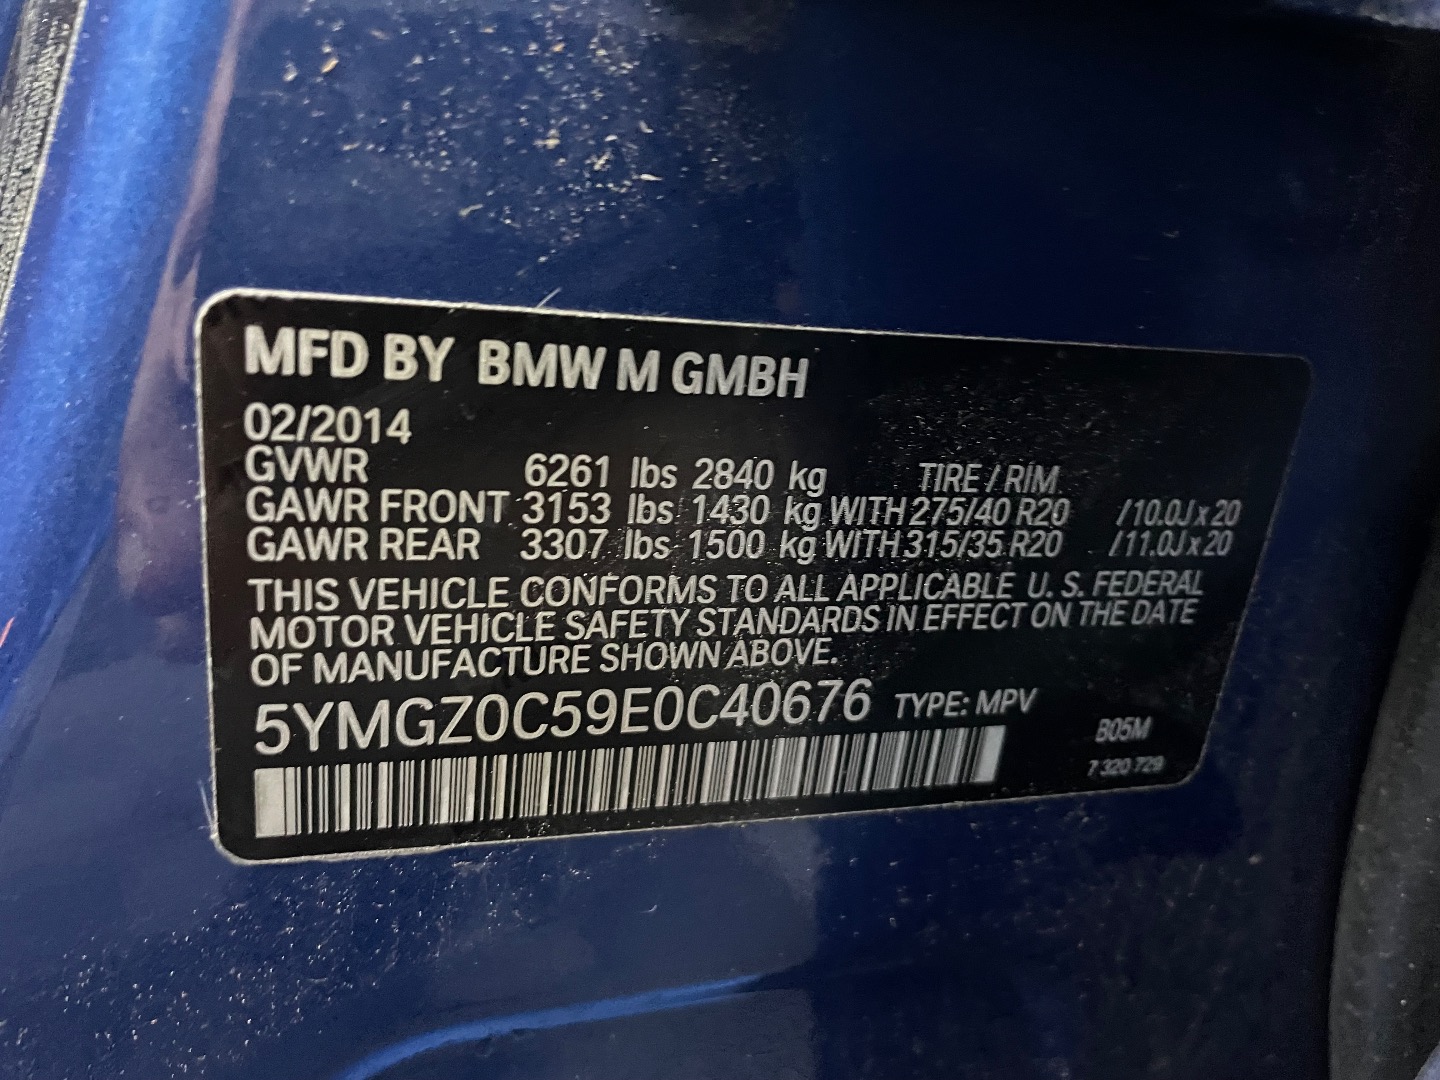 MFD BY BMW M GMBH
02/2014
GVWR 6261 lbs 2840 kg TIRE / RIM
GAWR FRONT 3153 lbs 1430 kg WITH 275/40 R20 /10.0J x 20
GAWR REAR 3307 lbs 1500 kg WITH 315/35 R20 /11.0J x 20
THIS VEHICLE CONFORMS TO ALL APPLICABLE U. S. FEDERAL
MOTOR VEHICLE SAFETY STANDARDS IN EFFECT ON THE DATE
OF MANUFACTURE SHOWN ABOVE.
5YMGZ0C59E0C40676 TYPE: MPV
B05M
7 320 729